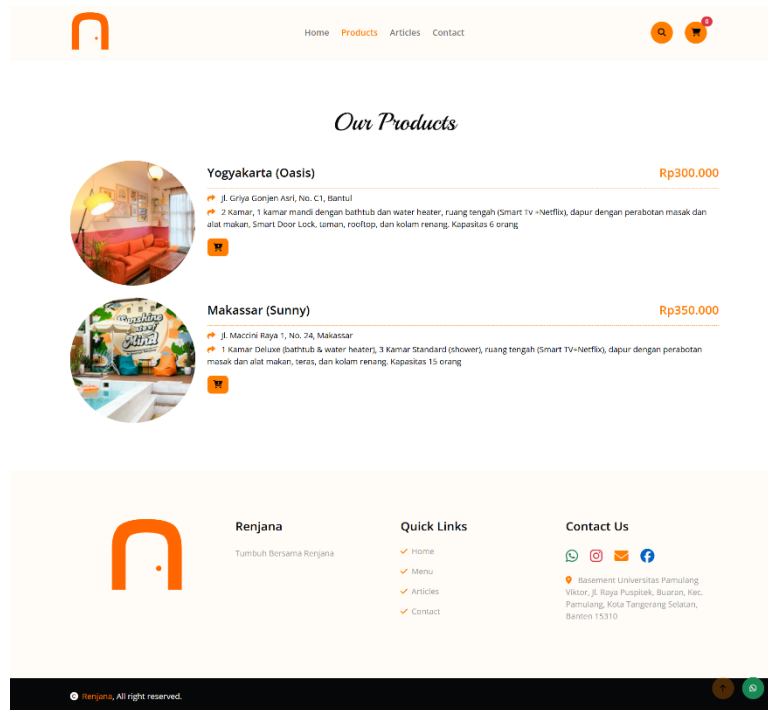 Home Products Articles Contact
0
Our Products
Yogyakarta (Oasis)
Rp300.000
Jl. Griya Gonjen Asri, No. C1, Bantul
2 Kamar, 1 kamar mandi dengan bathtub dan water heater, ruang tengah (Smart Tv +Netflix), dapur dengan perabotan masak dan
alat makan, Smart Door Lock, taman, rooftop, dan kolam renang. Kapasitas 6 orang
Sunshine
State of
Mind
Makassar (Sunny)
Rp350.000
Jl. Maccini Raya 1, No. 24, Makassar
1 Kamar Deluxe (bathtub & water heater), 3 Kamar Standard (shower), ruang tengah (Smart TV+Netflix), dapur dengan perabotan
masak dan alat makan, teras, dan kolam renang. Kapasitas 15 orang
Renjana
Tumbuh Bersama Renjana
Quick Links
Home
Menu
Articles
Contact
Contact Us
Basement Universitas Pamulang
Viktor, Jl. Raya Puspitek, Buaran, Kec.
Pamulang, Kota Tangerang Selatan,
Banten 15310
© Renjana, All right reserved.